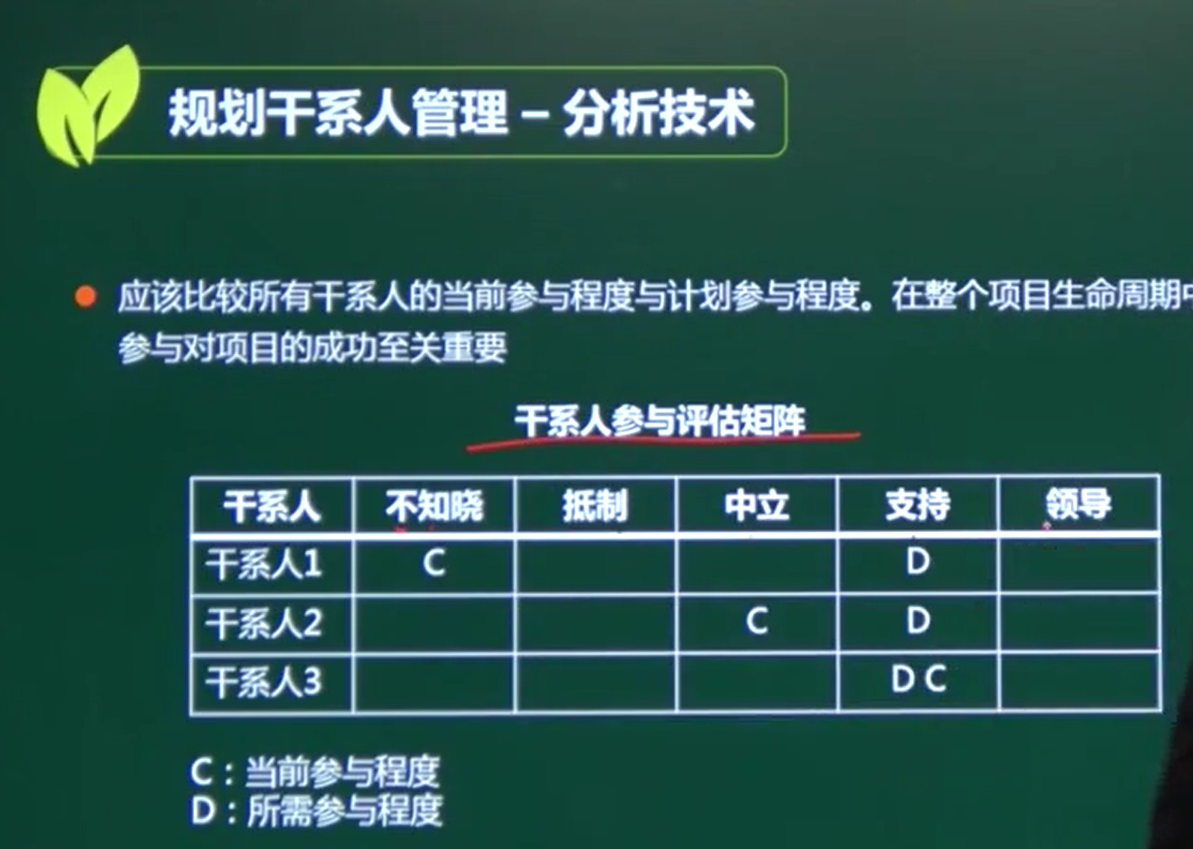 规划干系人管理 – 分析技术
应该比较所有干系人的当前参与程度与计划参与程度。在整个项目生命周期
参与对项目的成功至关重要
干系人参与评估矩阵
干系人 不知晓 抵制 中立 支持 领导
干系人1 C D
干系人2 C D
干系人3 D C
C：当前参与程度
D：所需参与程度